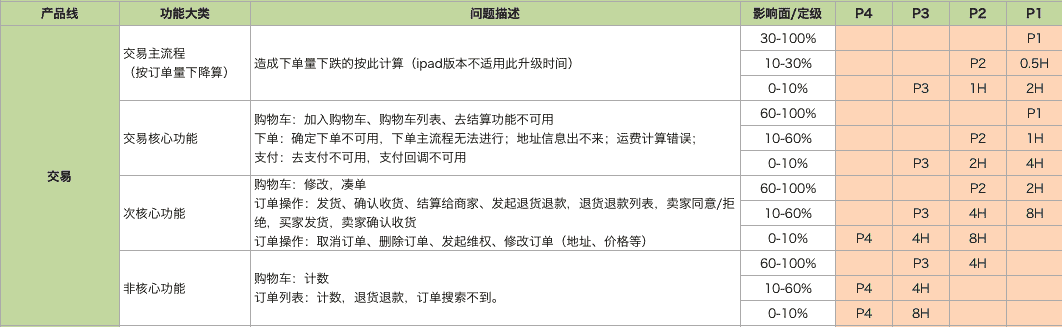 产品线 功能大类 问题描述 影响面/定级 P4 P3 P2 P1
交易
交易主流程
（按订单量下降算）
造成下单量下跌的按此计算（ipad版本不适用此升级时间）
30-100% P1
10-30% P2 0.5H
0-10% P3 1H 2H
交易核心功能
购物车：加入购物车、购物车列表、去结算功能不可用
下单：确定下单不可用，下单主流程无法进行；地址信息出不来；运费计算错误；
支付：去支付不可用，支付回调不可用
60-100% P1
10-60% P2 1H
0-10% P3 2H 4H
次核心功能
购物车：修改，凑单
订单操作：发货、确认收货、结算给商家、发起退货退款，退货退款列表，卖家同意/拒
绝，买家发货，卖家确认收货
订单操作：取消订单、删除订单、发起维权、修改订单（地址、价格等）
60-100% P2 2H
10-60% P3 4H 8H
0-10% P4 4H 8H
非核心功能
购物车：计数
订单列表：计数，退货退款，订单搜索不到。
60-100% P3 4H
10-60% P4 4H
0-10% P4 8H